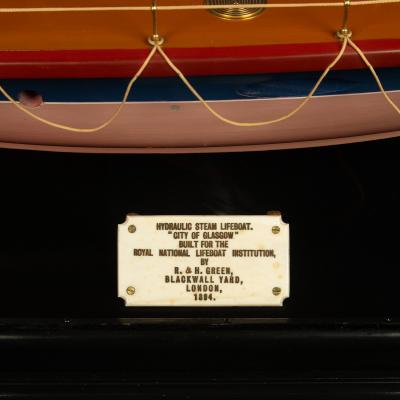 HYDRAULIC STEAM LIFEBOAT.
"CITY OF GLASGOW"
BUILT FOR THE
ROYAL NATIONAL LIFEBOAT INSTITUTION,
BY
R. & H. GREEN,
BLACKWALL YARD,
LONDON,
1894.